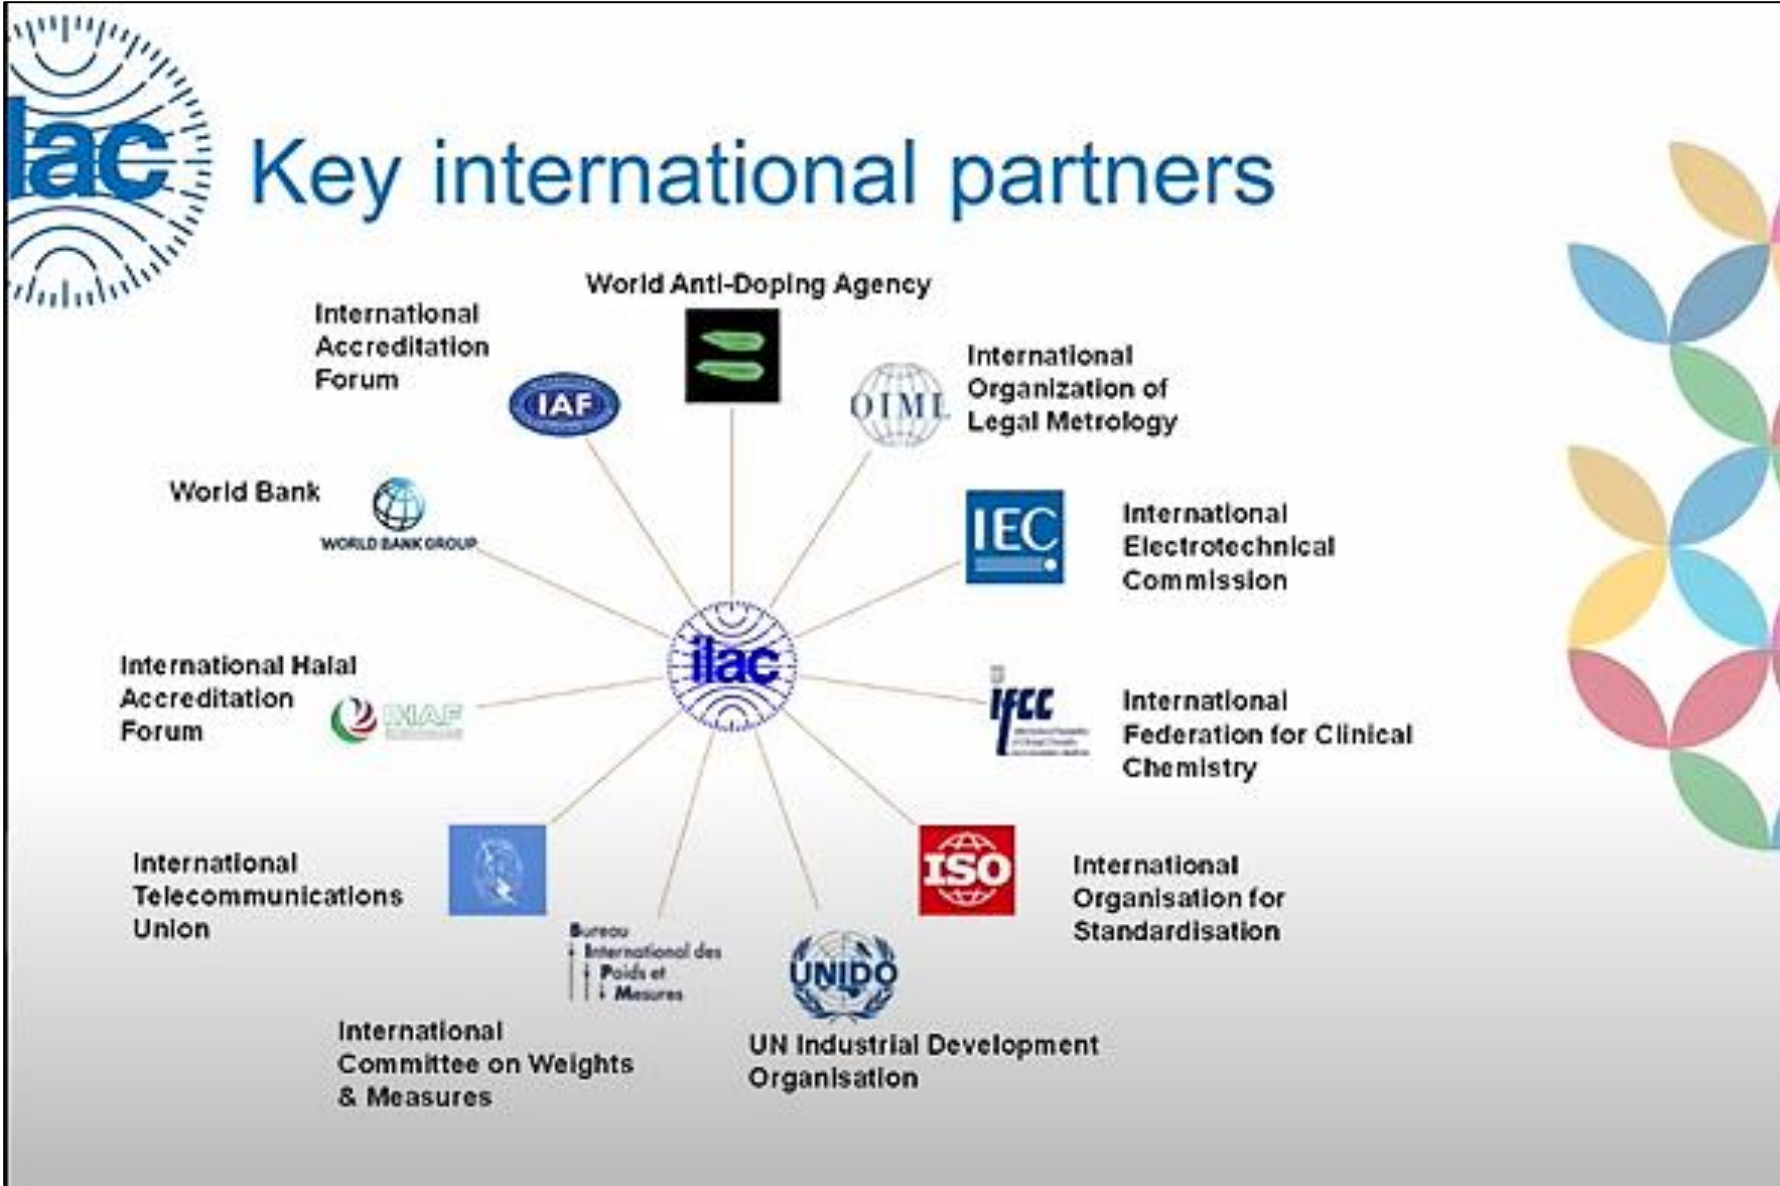 lac
Key international partners
World Anti-Doping Agency
International
Accreditation
Forum
IAF
OIML
International
Organization of
Legal Metrology
World Bank
WORLD BANK GROUP
IEC
International
Electrotechnical
Commission
ilac
International Halal
Accreditation
Forum
IHAF
ifcc
International
Federation for Clinical
Chemistry
International
Telecommunications
Union
ISO
International
Organisation for
Standardisation
Bureau
International des
Poids et
Mesures
UNIDO
International
Committee on Weights
& Measures
UN Industrial Development
Organisation